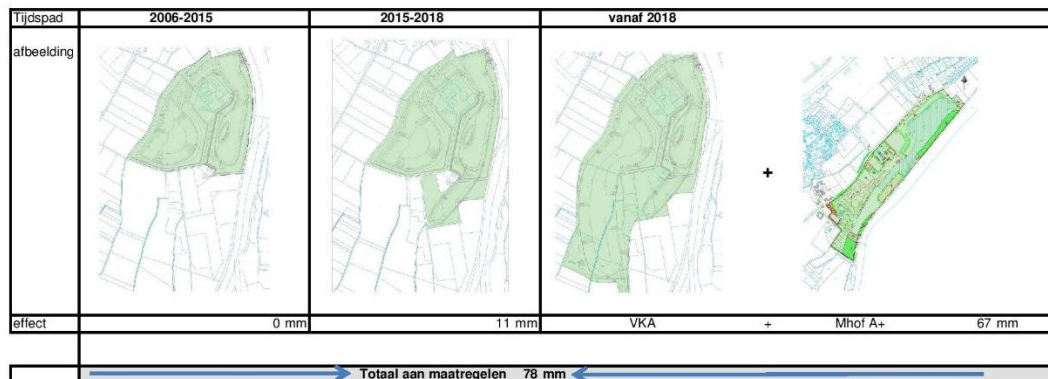 Tijdspad 2006-2015 2015-2018 vanaf 2018
afbeelding
+
effect 0 mm 11 mm VKA + Mhof A+ 67 mm
Totaal aan maatregelen 78 mm